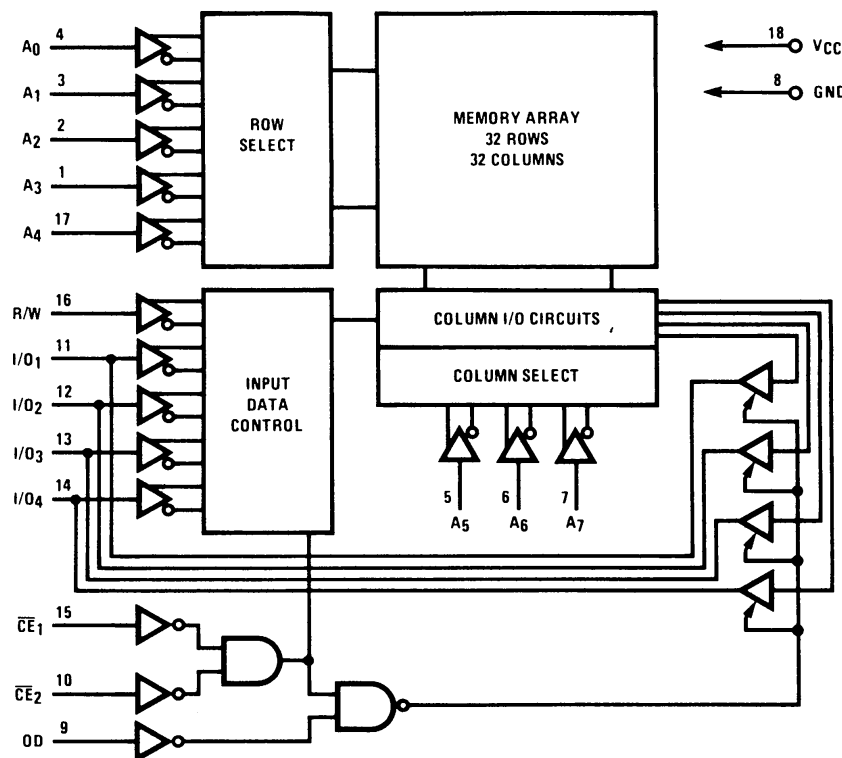 A0 4
A1 3
A2 2
A3 1
A4 17
ROW
SELECT
MEMORY ARRAY
32 ROWS
32 COLUMNS
18 VCC
8 GND
R/W 16
I/O1 11
I/O2 12
I/O3 13
I/O4 14
INPUT
DATA
CONTROL
COLUMN I/O CIRCUITS
COLUMN SELECT
5 6 7
A5 A6 A7
C̅E̅1 15
C̅E̅2 10
OD 9